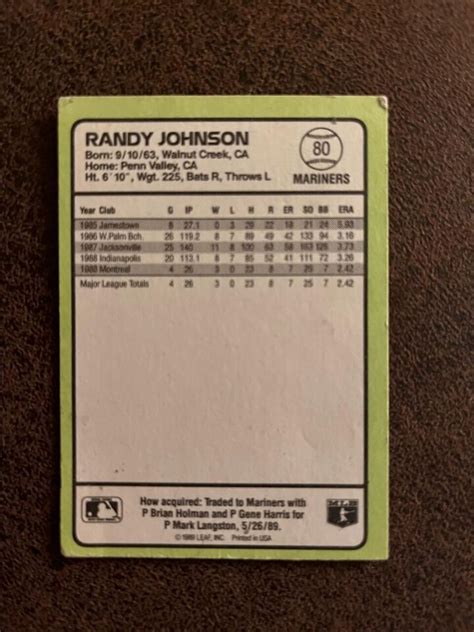 RANDY JOHNSON
Born: 9/10/63, Walnut Creek, CA
Home: Penn Valley, CA
Ht. 6'10", Wgt. 225, Bats R, Throws L
80
MARINERS
Year Club G IP W L H R ER SO BB ERA
1985 Jamestown 8 27.1 0 3 29 22 18 21 24 5.93
1986 W.Palm Bch. 26 119.2 8 7 89 49 42 133 94 3.16
1987 Jacksonville 25 140 11 8 100 63 58 163 128 3.73
1988 Indianapolis 20 113.1 8 7 85 52 41 111 72 3.26
1988 Montreal 4 26 3 0 23 8 7 25 7 2.42
Major League Totals 4 26 3 0 23 8 7 25 7 2.42
How acquired: Traded to Mariners with
P Brian Holman and P Gene Harris for
P Mark Langston, 5/26/89.
© 1989 LEAF, INC. Printed in USA
MLB